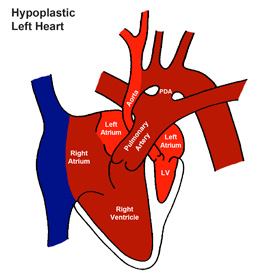 Hypoplastic
Left Heart
Aorta
PDA
Left
Atrium
Pulmonary
Artery
Left
Atrium
Right
Atrium
LV
Right
Ventricle